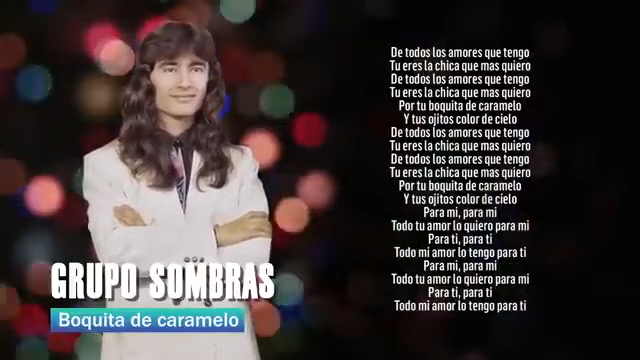 De todos los amores que tengo
Tu eres la chica que mas quiero
De todos los amores que tengo
Tu eres la chica que mas quiero
Por tu boquita de caramelo
Y tus ojitos color de cielo
De todos los amores que tengo
Tu eres la chica que mas quiero
De todos los amores que tengo
Tu eres la chica que mas quiero
Por tu boquita de caramelo
Y tus ojitos color de cielo
Para mi, para mi
Todo tu amor lo quiero para mi
Para ti, para ti
Todo mi amor lo tengo para ti
Para mi, para mi
Todo tu amor lo quiero para mi
Para ti, para ti
Todo mi amor lo tengo para ti
GRUPO SOMBRAS
Boquita de caramelo